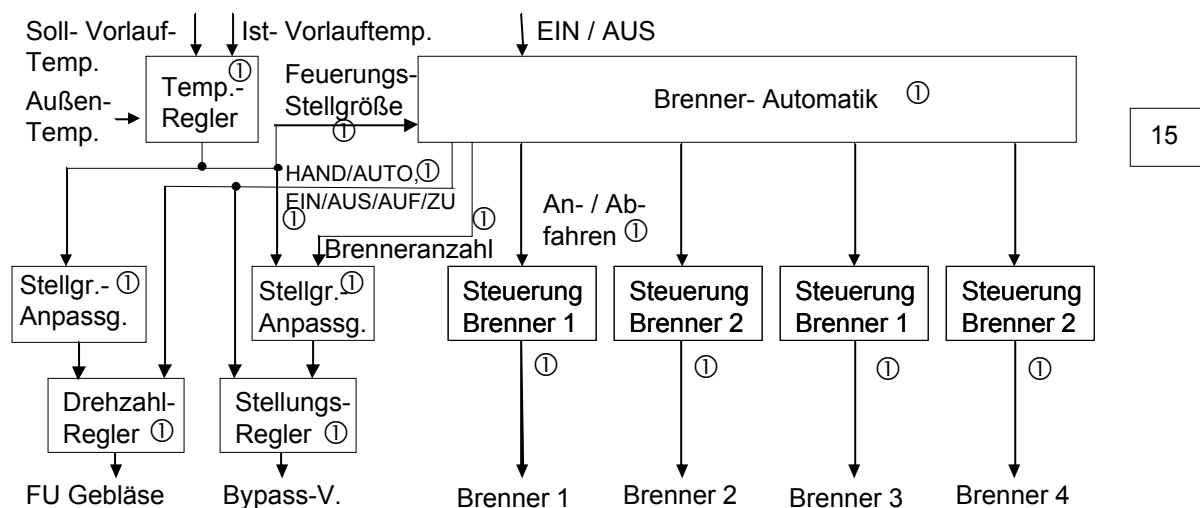 Soll- Vorlauf-
Temp.
Ist- Vorlauftemp.
EIN / AUS
Außen-
Temp.
Temp.- ①
Regler
Feuerungs-
Stellgröße
①
Brenner- Automatik ①
15
HAND/AUTO, ①
EIN/AUS/AUF/ZU
①
①
Brenneranzahl
An- / Ab-
fahren ①
Stellgr.- ①
Anpassg.
Stellgr.- ①
Anpassg.
Steuerung
Brenner 1
Steuerung
Brenner 2
Steuerung
Brenner 1
Steuerung
Brenner 2
①
①
①
①
Drehzahl-
Regler ①
Stellungs-
Regler ①
FU Gebläse
Bypass-V.
Brenner 1
Brenner 2
Brenner 3
Brenner 4